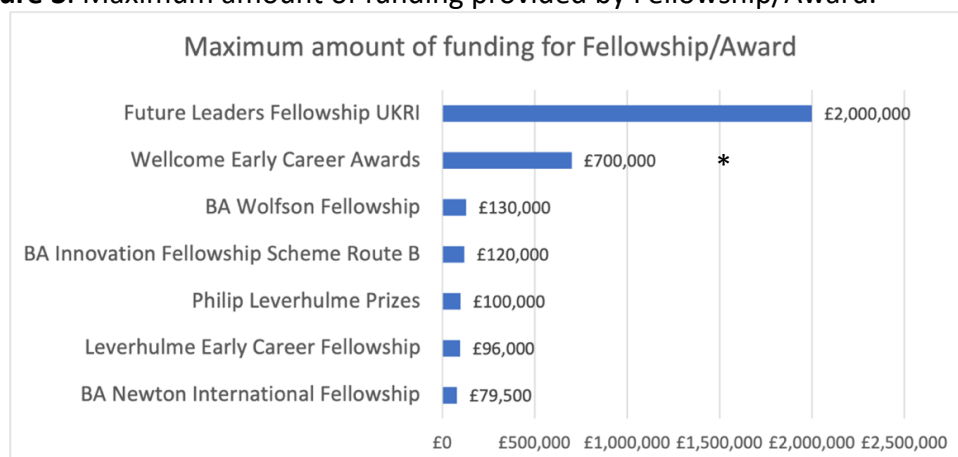 Maximum amount of funding provided by Fellowship/Award.
Maximum amount of funding for Fellowship/Award
Future Leaders Fellowship UKRI £2,000,000
Wellcome Early Career Awards £700,000 *
BA Wolfson Fellowship £130,000
BA Innovation Fellowship Scheme Route B £120,000
Philip Leverhulme Prizes £100,000
Leverhulme Early Career Fellowship £96,000
BA Newton International Fellowship £79,500
£0 £500,000 £1,000,000 £1,500,000 £2,000,000 £2,500,000